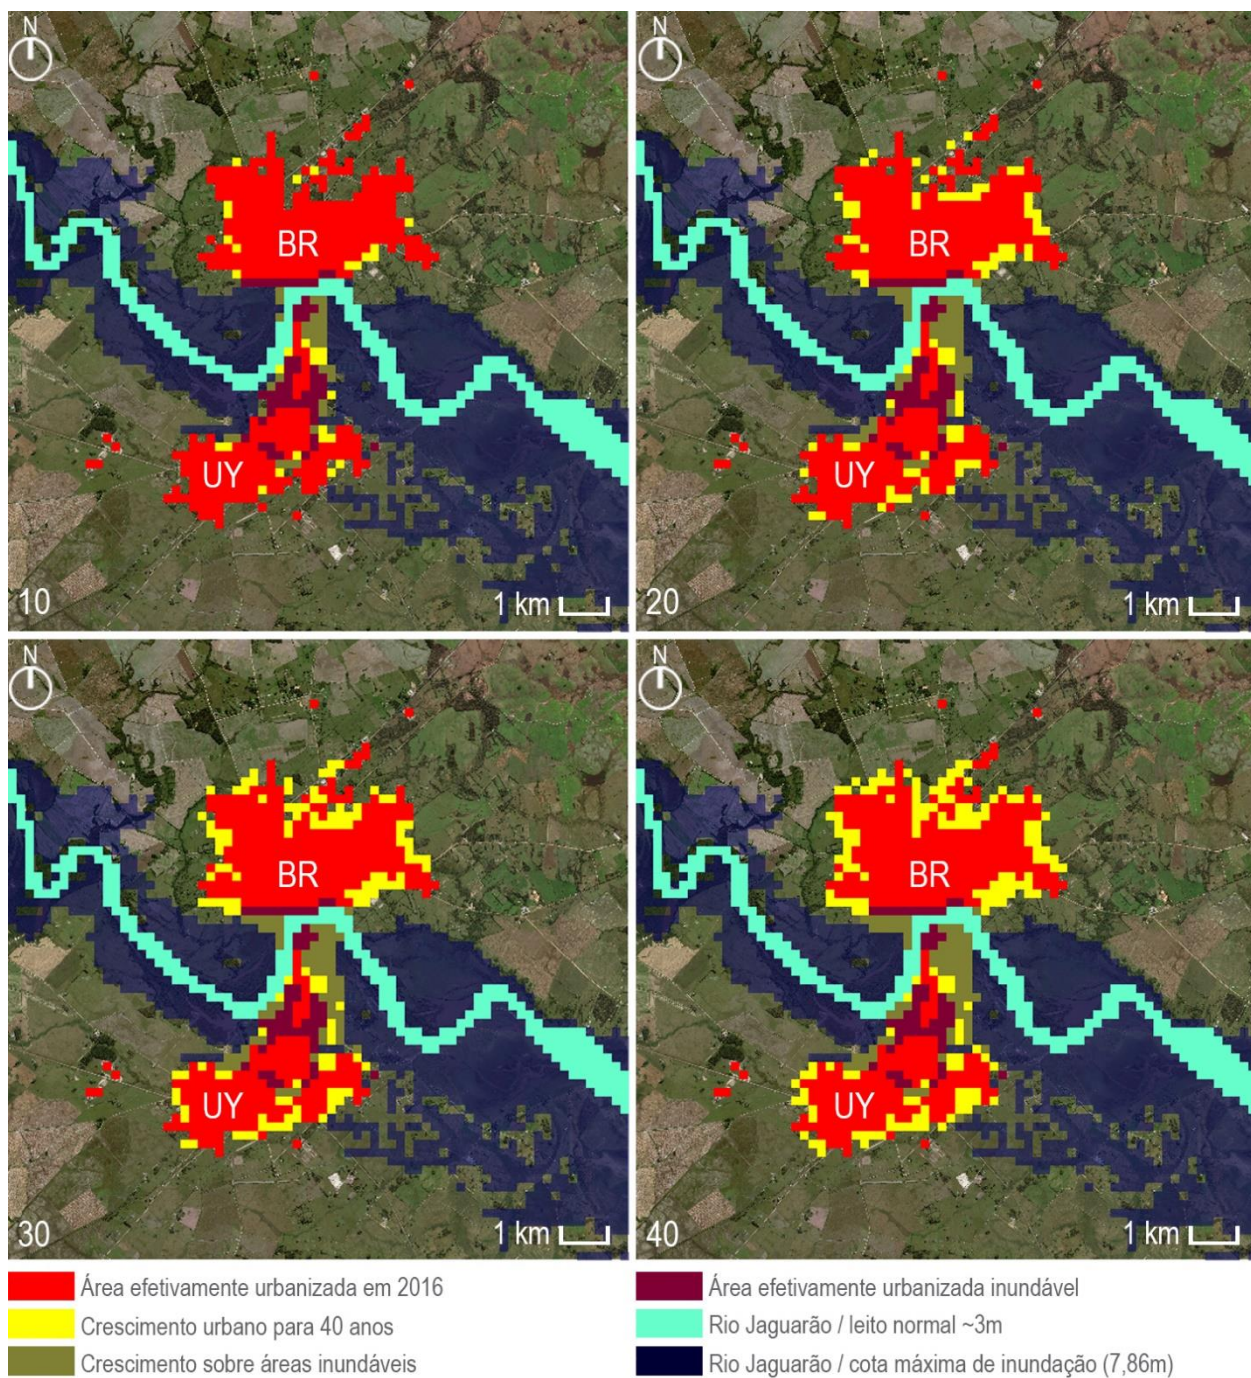 N
BR
UY
10
1 km
N
BR
UY
20
1 km
N
BR
UY
30
1 km
N
BR
UY
40
1 km
Área efetivamente urbanizada em 2016
Crescimento urbano para 40 anos
Crescimento sobre áreas inundáveis
Área efetivamente urbanizada inundável
Rio Jaguarão / leito normal ~3m
Rio Jaguarão / cota máxima de inundação (7,86m)